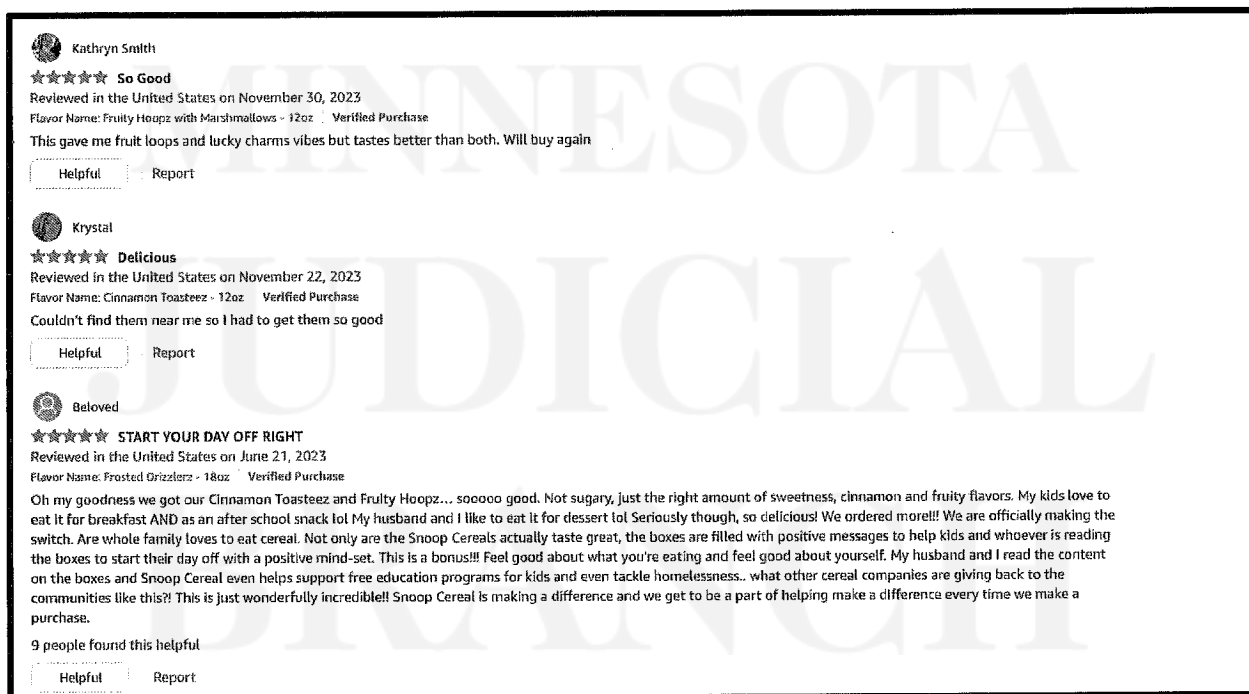 Kathryn Smith
So Good
Reviewed in the United States on November 30, 2023
Flavor Name: Fruity Hoopz with Marshmallows - 12oz Verified Purchase
This gave me fruit loops and lucky charms vibes but tastes better than both. Will buy again
Helpful Report
Krystal
Delicious
Reviewed in the United States on November 22, 2023
Flavor Name: Cinnamon Toasteez - 12oz Verified Purchase
Couldn't find them near me so I had to get them so good
Helpful Report
Beloved
START YOUR DAY OFF RIGHT
Reviewed in the United States on June 21, 2023
Flavor Name: Frosted Drizzlerz - 18oz Verified Purchase
Oh my goodness we got our Cinnamon Toasteez and Fruity Hoopz... sooooo good. Not sugary, just the right amount of sweetness, cinnamon and fruity flavors. My kids love to
eat it for breakfast AND as an after school snack lol My husband and I like to eat it for dessert lol Seriously though, so delicious! We ordered more!!! We are officially making the
switch. Are whole family loves to eat cereal. Not only are the Snoop Cereals actually taste great, the boxes are filled with positive messages to help kids and whoever is reading
the boxes to start their day off with a positive mind-set. This is a bonus!!! Feel good about what you're eating and feel good about yourself. My husband and I read the content
on the boxes and Snoop Cereal even helps support free education programs for kids and even tackle homelessness.. what other cereal companies are giving back to the
communities like this?! This is just wonderfully incredible!! Snoop Cereal is making a difference and we get to be a part of helping make a difference every time we make a
purchase.
9 people found this helpful
Helpful Report
MINNESOTA
JUDICIAL
BRANCH